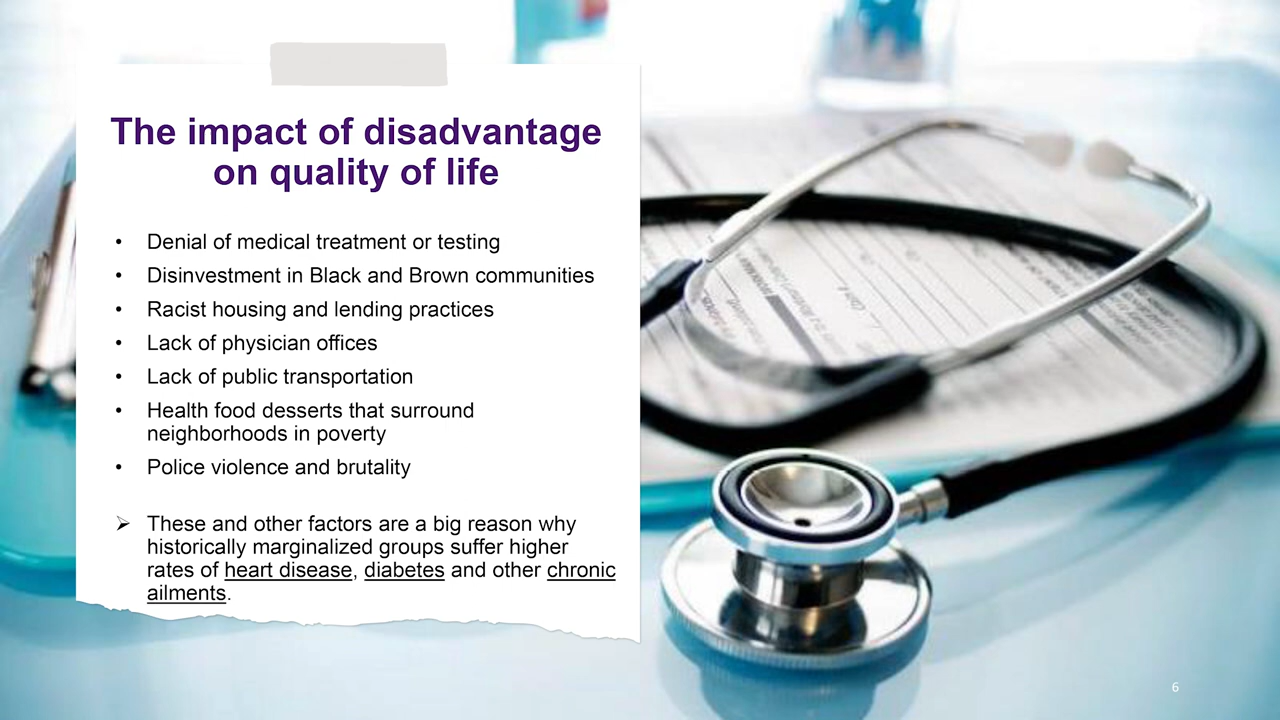 The impact of disadvantage
on quality of life
• Denial of medical treatment or testing
• Disinvestment in Black and Brown communities
• Racist housing and lending practices
• Lack of physician offices
• Lack of public transportation
• Health food desserts that surround
neighborhoods in poverty
• Police violence and brutality
➢ These and other factors are a big reason why
historically marginalized groups suffer higher
rates of heart disease, diabetes and other chronic
ailments.
6